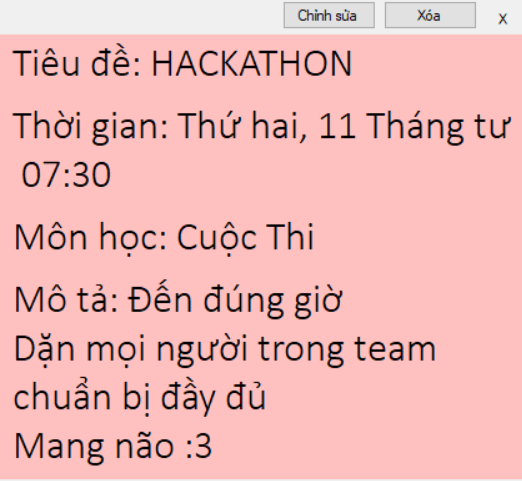 Chỉnh sửa Xóa X
Tiêu đề: HACKATHON
Thời gian: Thứ hai, 11 Tháng tư
07:30
Môn học: Cuộc Thi
Mô tả: Đến đúng giờ
Dặn mọi người trong team
chuẩn bị đầy đủ
Mang não :3